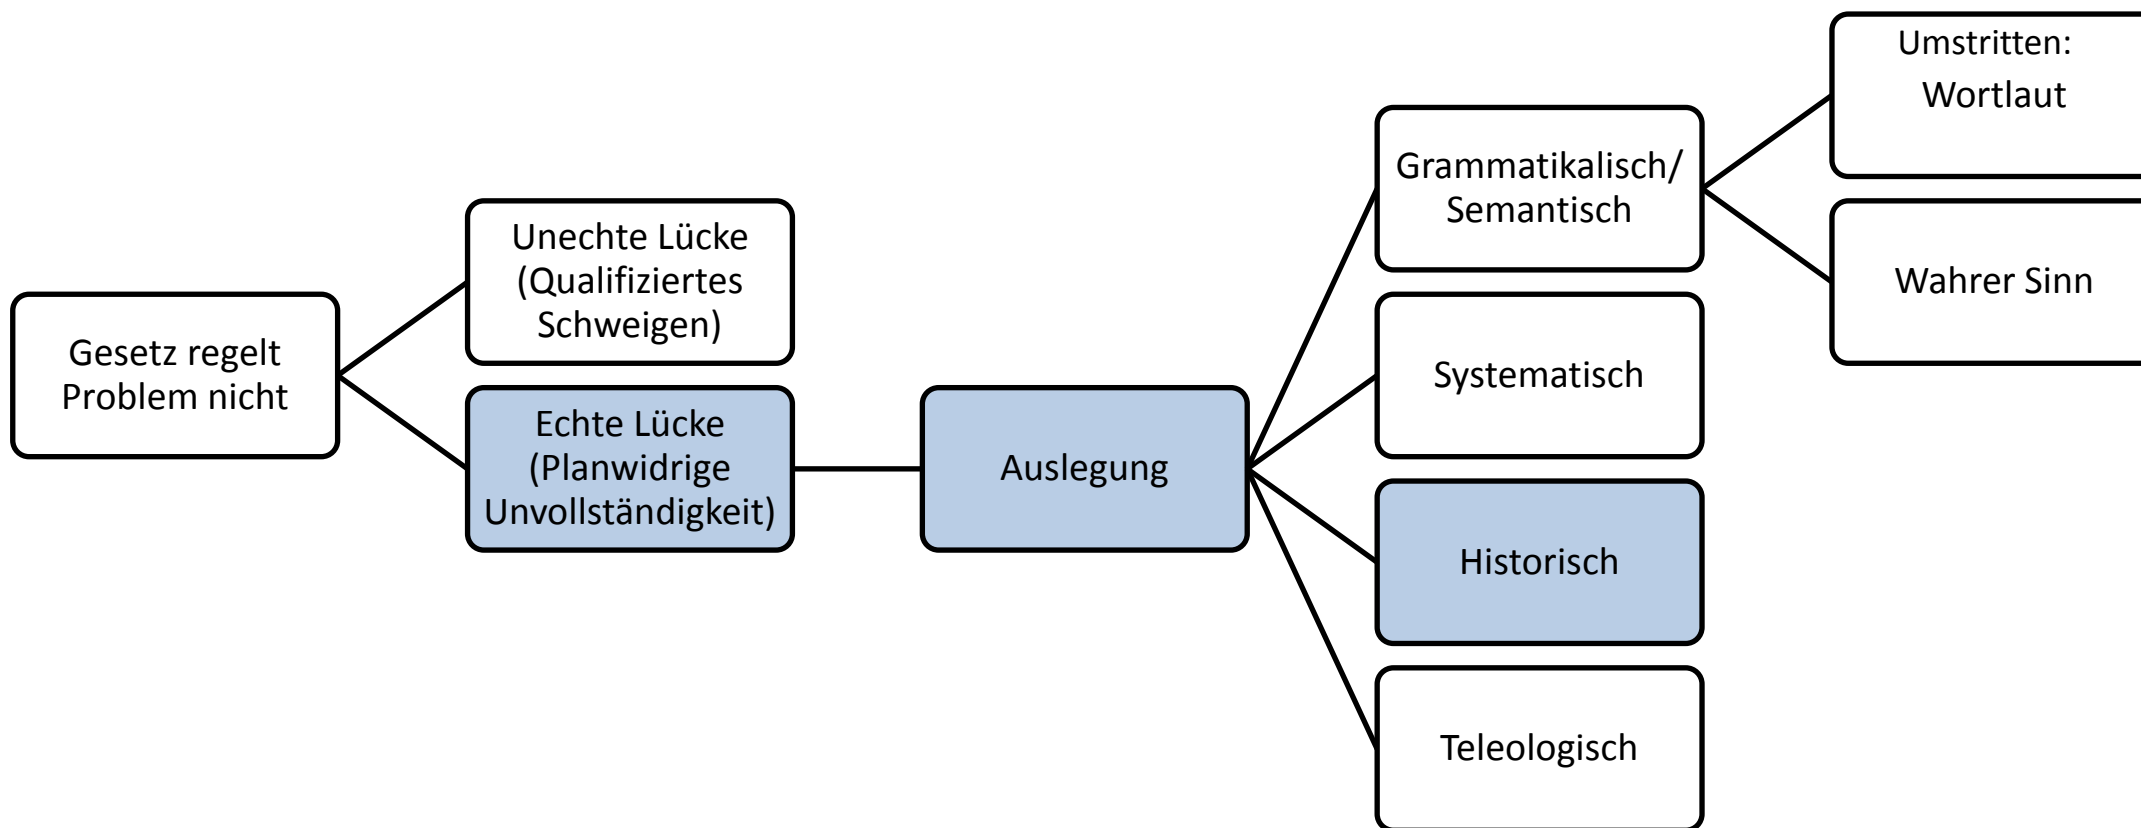 Gesetz regelt
Problem nicht
Unechte Lücke
(Qualifiziertes
Schweigen)
Echte Lücke
(Planwidrige
Unvollständigkeit)
Auslegung
Grammatikalisch/
Semantisch
Systematisch
Historisch
Teleologisch
Umstritten:
Wortlaut
Wahrer Sinn